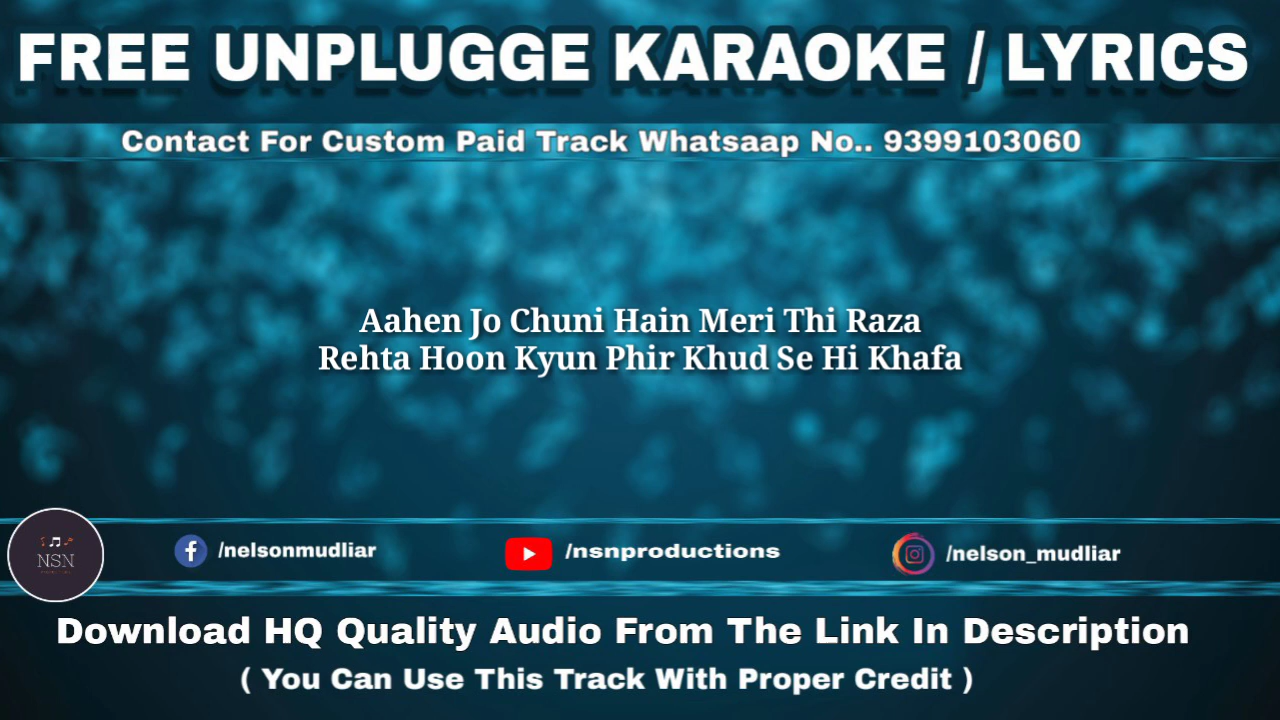 FREE UNPLUGGE KARAOKE / LYRICS
Contact For Custom Paid Track Whatsaap No.. 9399103060
Aahen Jo Chuni Hain Meri Thi Raza
Rehta Hoon Kyun Phir Khud Se Hi Khafa
NSN
/nelsonmudliar
/nsnproductions
/nelson_mudliar
Download HQ Quality Audio From The Link In Description
( You Can Use This Track With Proper Credit )